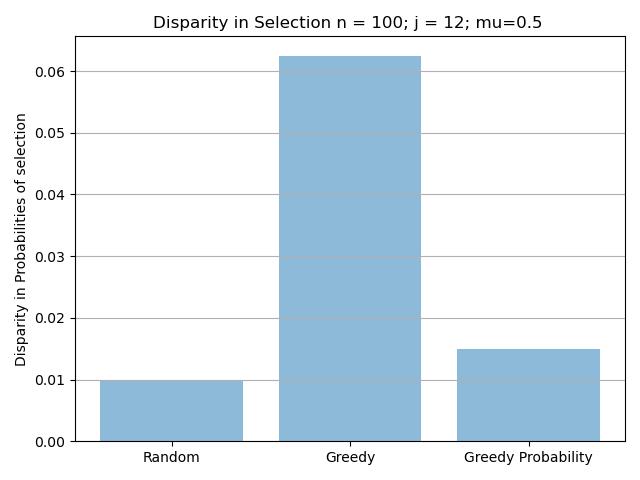 Disparity in Selection n = 100; j = 12; mu=0.5
Disparity in Probabilities of selection
0.06
0.05
0.04
0.03
0.02
0.01
0.00
Random
Greedy
Greedy Probability